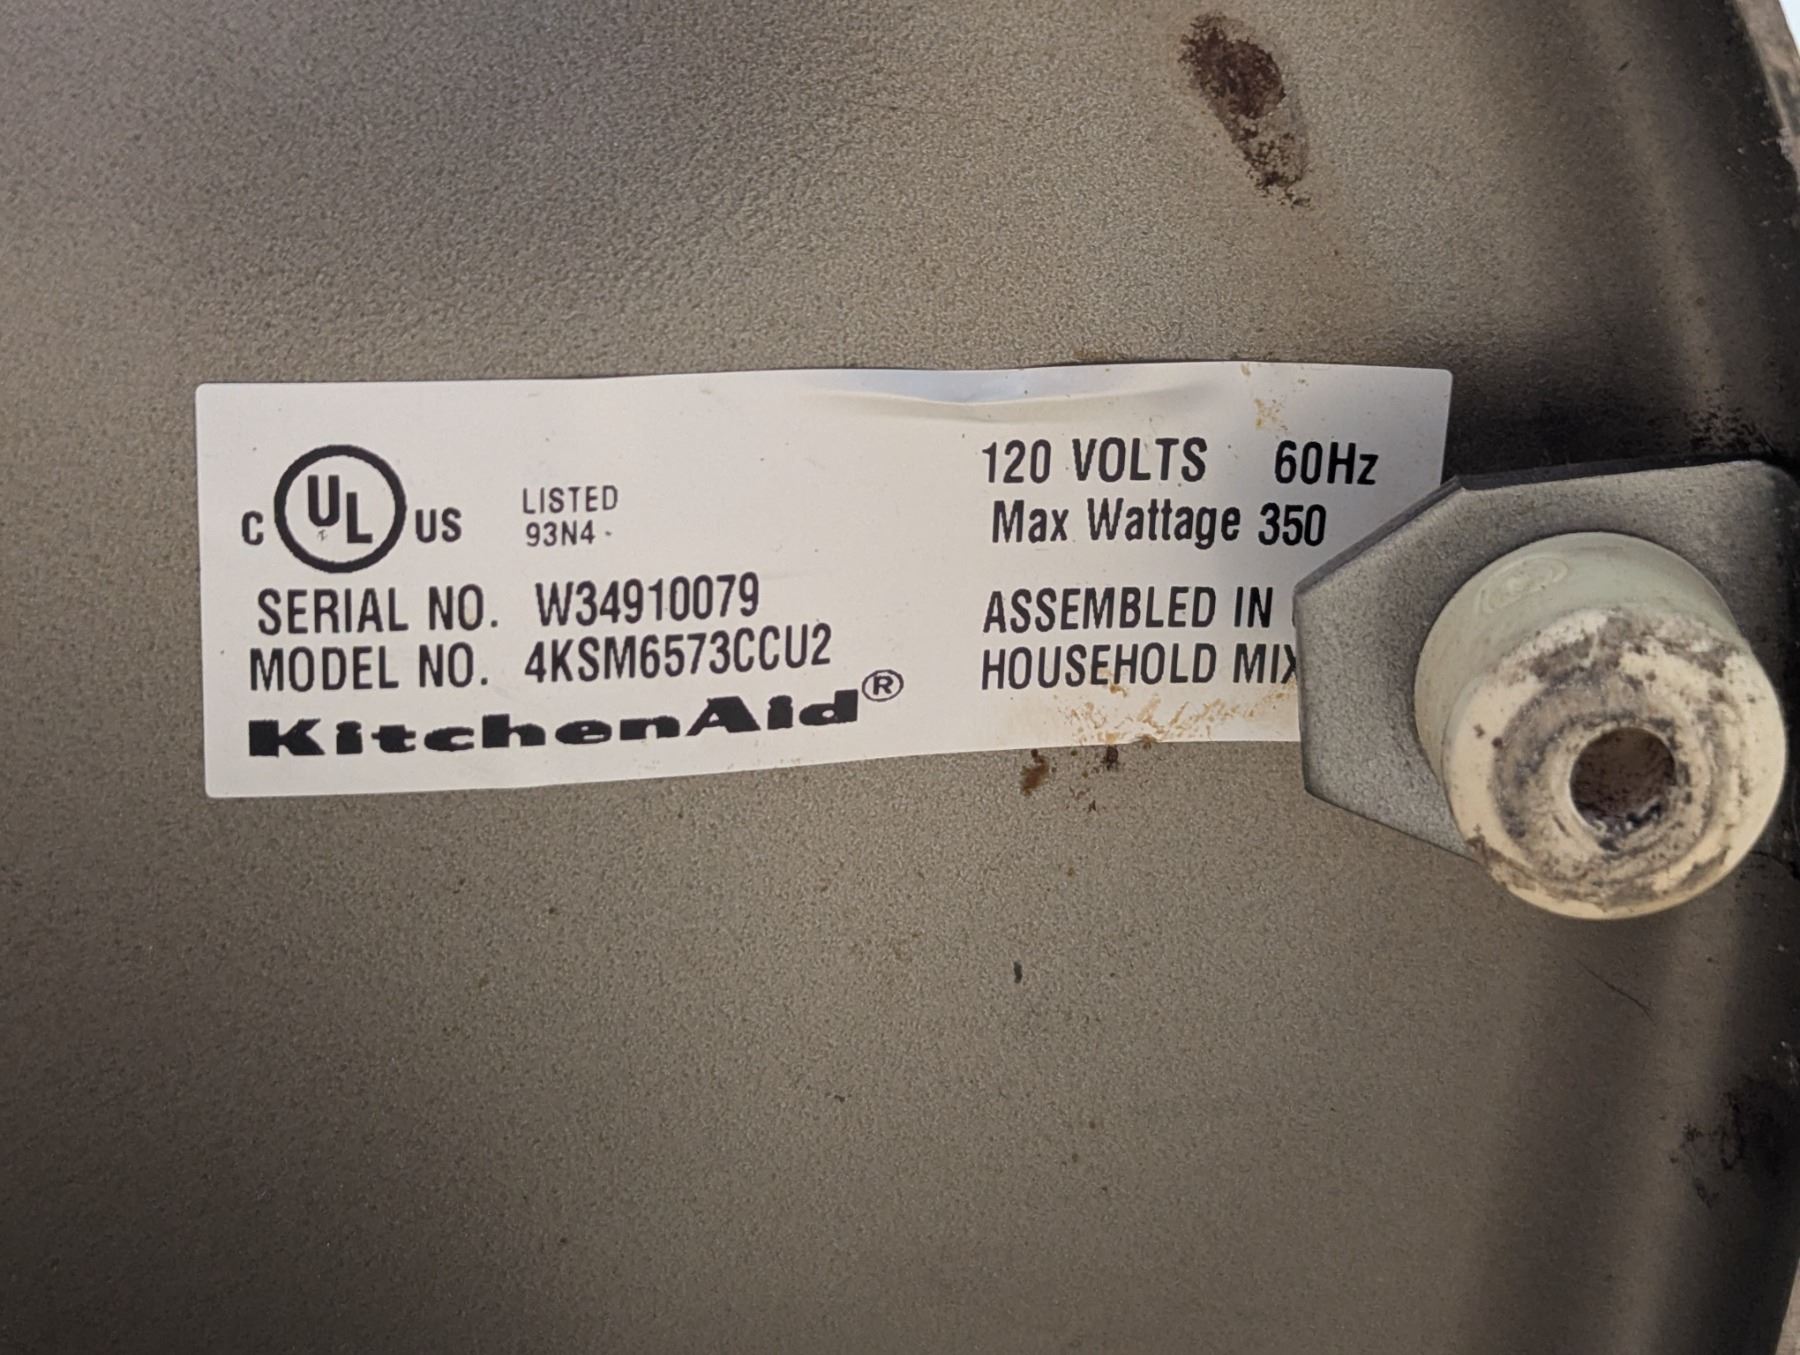 C UL US LISTED
93N4
SERIAL NO. W34910079
MODEL NO. 4KSM6573CCU2
KitchenAid®
120 VOLTS 60Hz
Max Wattage 350
ASSEMBLED IN
HOUSEHOLD